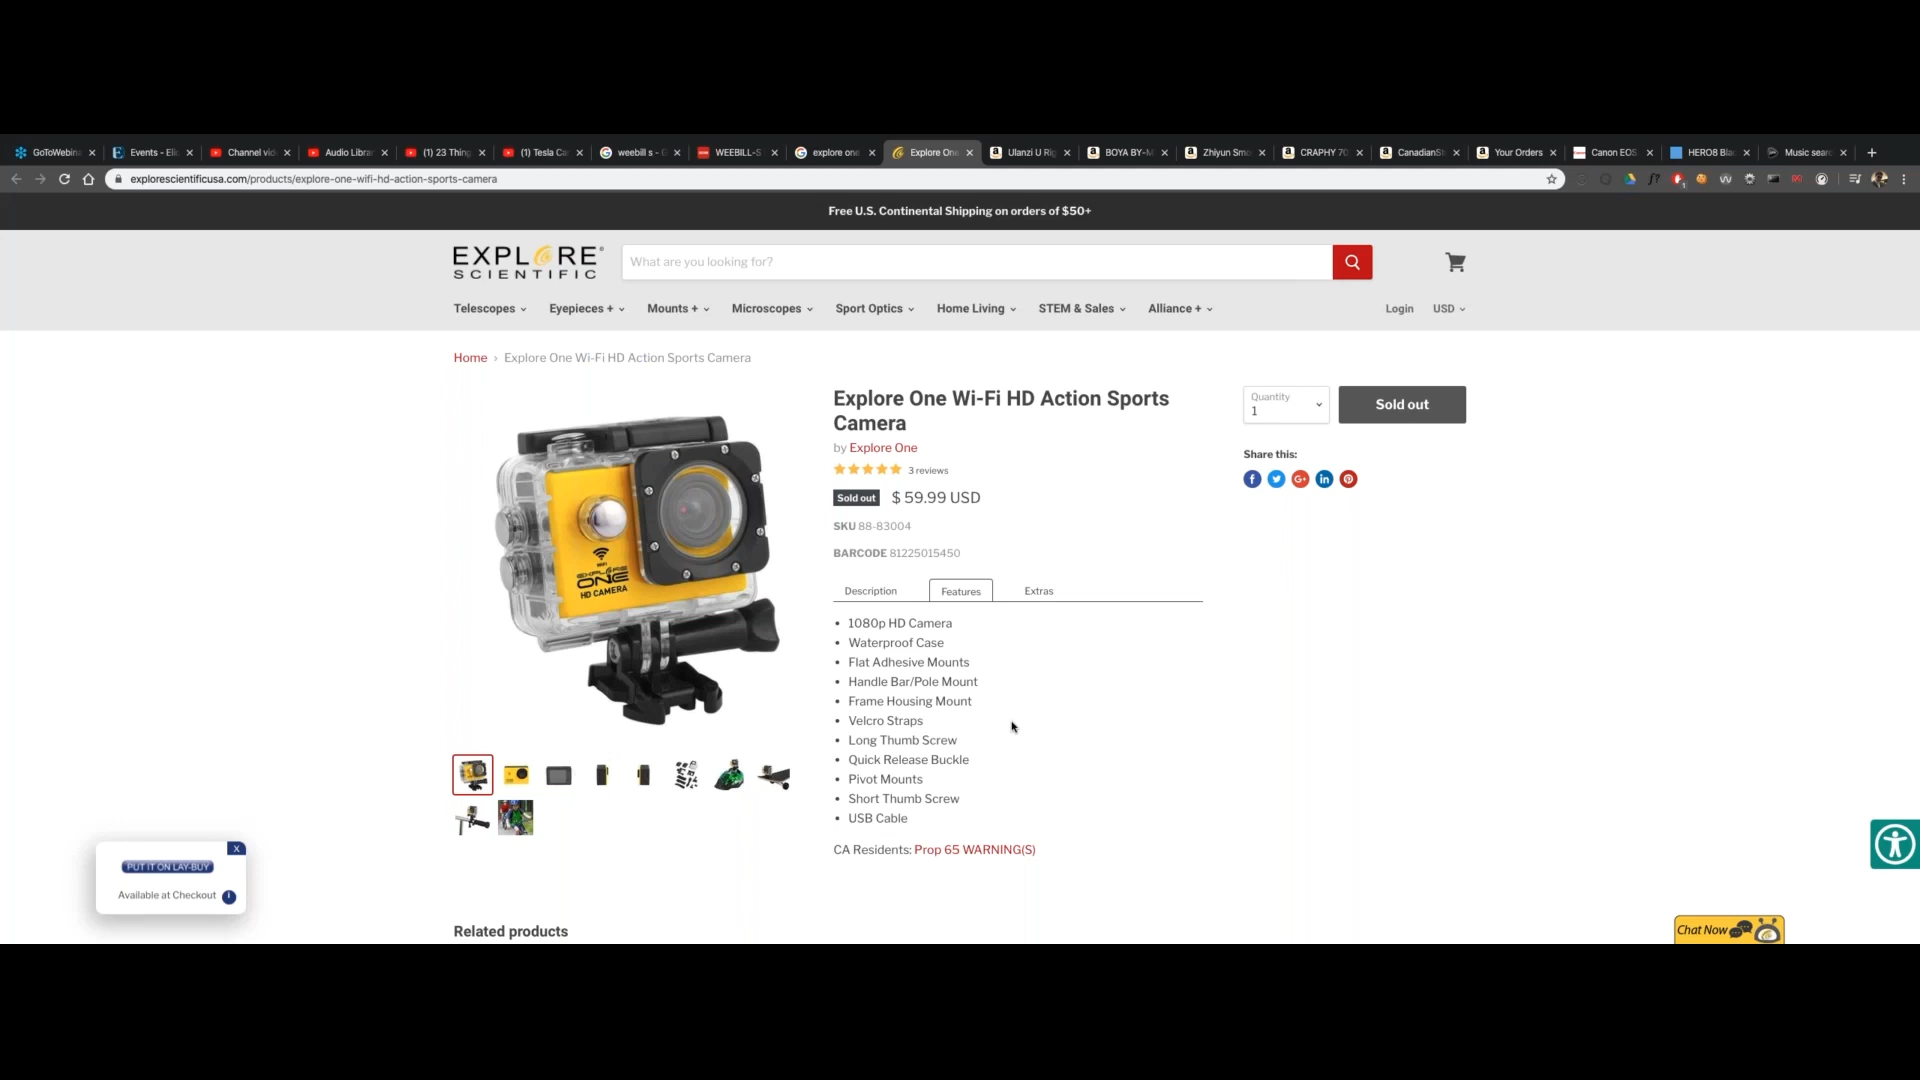 GoToWebin
Events - Eli
Channel vid
Audio Libra
(1) 23 Thing
(1) Tesla Ca
weebill s - G
WEEBILL-S
explore one
Explore One
Ulanzi U Rig
BOYA BY-M
Zhiyun Smo
CRAPHY 70
CanadianSt
Your Orders
Canon EOS
HERO8 Blac
Music searc
explorescientificusa.com/products/explore-one-wifi-hd-action-sports-camera
Free U.S. Continental Shipping on orders of $50+
EXPLORE
SCIENTIFIC
What are you looking for?
Telescopes
Eyepieces +
Mounts +
Microscopes
Sport Optics
Home Living
STEM & Sales
Alliance +
Login
USD
Home › Explore One Wi-Fi HD Action Sports Camera
WIFI
EXPLORE
ONE
HD CAMERA
Explore One Wi-Fi HD Action Sports
Camera
by Explore One
3 reviews
Sold out $ 59.99 USD
SKU 88-83004
BARCODE 81225015450
Description
Features
Extras
• 1080p HD Camera
• Waterproof Case
• Flat Adhesive Mounts
• Handle Bar/Pole Mount
• Frame Housing Mount
• Velcro Straps
• Long Thumb Screw
• Quick Release Buckle
• Pivot Mounts
• Short Thumb Screw
• USB Cable
CA Residents: Prop 65 WARNING(S)
Quantity
1
Sold out
Share this:
X
PUT IT ON LAY-BUY
Available at Checkout
Related products
Chat Now